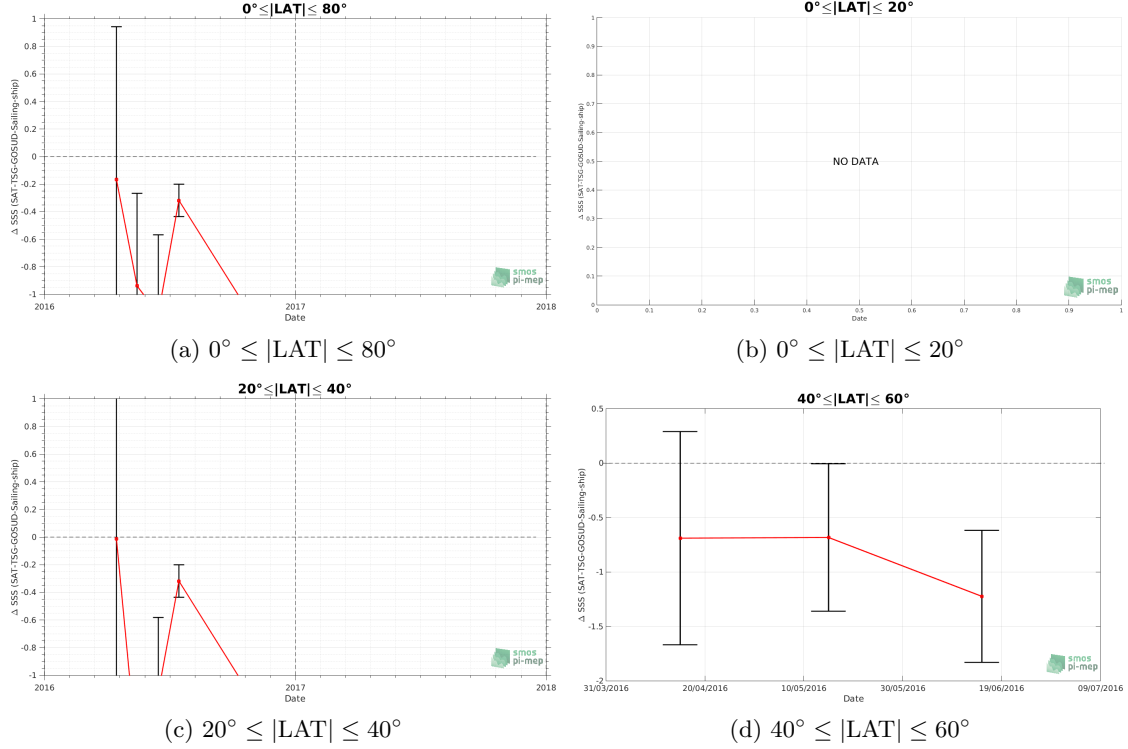 0°≤|LAT|≤ 80°
1
0.8
0.6
0.4
0.2
0
-0.2
-0.4
-0.6
-0.8
-1
Δ SSS (SAT-TSG-GOSUD-Sailing-ship)
2016
2017
2018
Date
smos
pi-mep
(a) 0° ≤ |LAT| ≤ 80°
0°≤|LAT|≤ 20°
1
0.9
0.8
0.7
0.6
0.5
0.4
0.3
0.2
0.1
0
Δ SSS (SAT-TSG-GOSUD-Sailing-ship)
NO DATA
0 0.1 0.2 0.3 0.4 0.5 0.6 0.7 0.8 0.9 1
Date
smos
pi-mep
(b) 0° ≤ |LAT| ≤ 20°
20°≤|LAT|≤ 40°
1
0.8
0.6
0.4
0.2
0
-0.2
-0.4
-0.6
-0.8
-1
Δ SSS (SAT-TSG-GOSUD-Sailing-ship)
2016
2017
2018
Date
smos
pi-mep
(c) 20° ≤ |LAT| ≤ 40°
40°≤|LAT|≤ 60°
0.5
0
-0.5
-1
-1.5
-2
Δ SSS (SAT-TSG-GOSUD-Sailing-ship)
31/03/2016 20/04/2016 10/05/2016 30/05/2016 19/06/2016 09/07/2016
Date
smos
pi-mep
(d) 40° ≤ |LAT| ≤ 60°